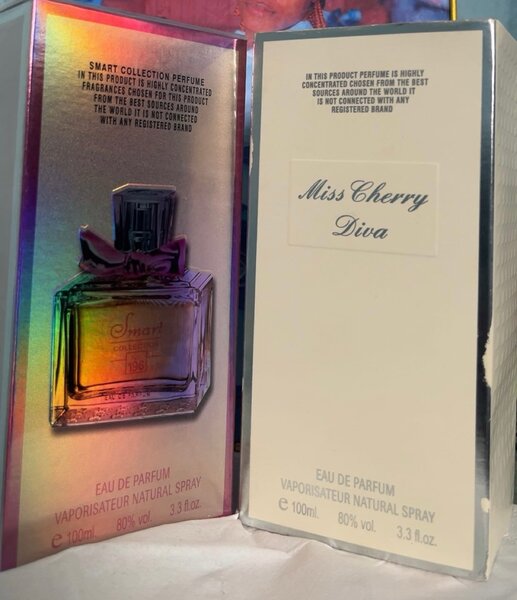 SMART COLLECTION PERFUME
IN THIS PRODUCT IS HIGHLY CONCENTRATED
FRAGRANCES CHOSEN FOR THIS PRODUCT
FROM THE BEST SOURCES AROUND
THE WORLD IT IS NOT CONNECTED
WITH ANY REGISTERED BRAND
Smart
COLLECTION
196
EAU DE PARFUM
EAU DE PARFUM
VAPORISATEUR NATURAL SPRAY
e 100ml. 80% vol. 3.3 fl.oz.
IN THIS PRODUCT PERFUME IS HIGHLY
CONCENTRATED CHOSEN FROM THE BEST
SOURCES AROUND THE WORLD IT
IS NOT CONNECTED WITH ANY
REGISTERED BRAND
Miss Cherry
Diva
EAU DE PARFUM
VAPORISATEUR NATURAL SPRAY
e 100ml. 80% vol. 3.3 fl.oz.